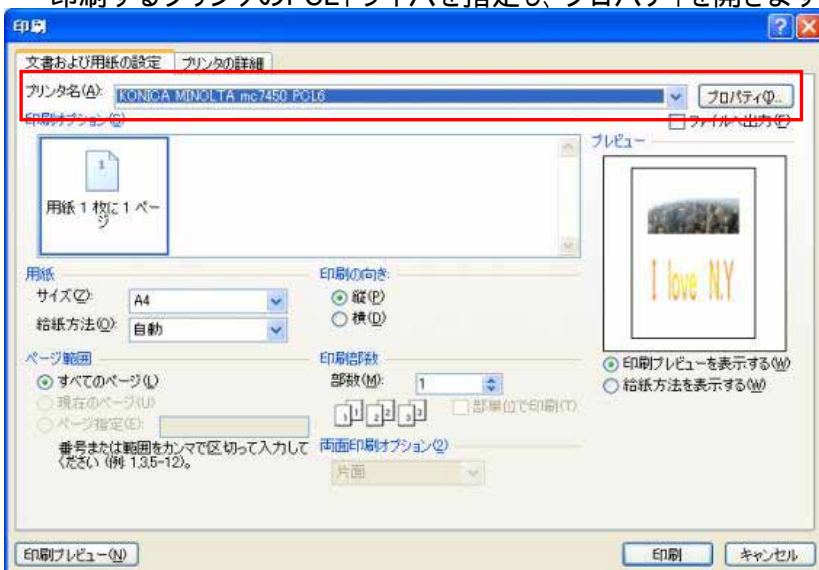 印刷するプリンタのPCLドライバを指定し、プロパティを開きます
印刷
文書および用紙の設定 プリンタの詳細
プリンタ名(A): KONICA MINOLTA mc7450 PCL6 プロパティ(I)...
印刷オプション(S) ファイルへ出力(F)
プレビュー
1
用紙 1 枚に 1 ペー
ジ
I love N.Y
用紙
サイズ(Z): A4
給紙方法(O): 自動
印刷の向き:
縦(P)
横(D)
ページ範囲
すべてのページ(L)
現在のページ(U)
ページ指定(E):
番号または範囲をカンマで区切って入力して
ください (例 1,3,5-12)。
印刷部数
部数(M): 1
1 1 2 2 3 3 部単位で印刷(T)
両面印刷オプション(2)
片面
印刷プレビューを表示する(W)
給紙方法を表示する(W)
印刷プレビュー(N) 印刷 キャンセル